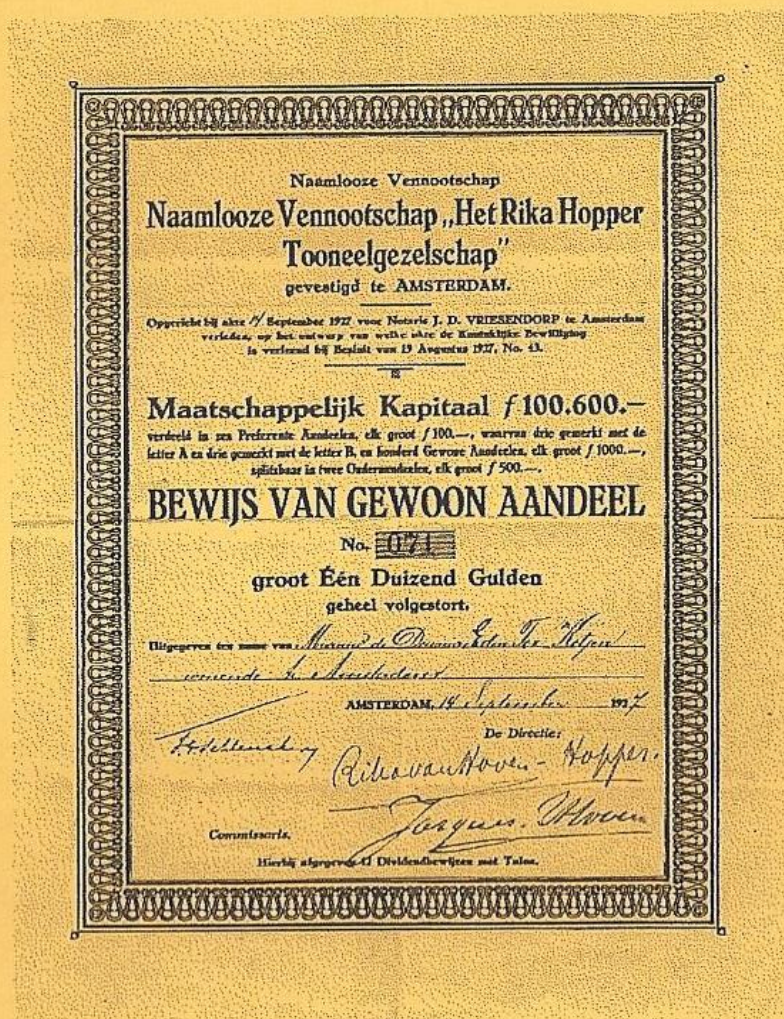 Naamlooze Vennootschap
Naamlooze Vennootschap „Het Rika Hopper
Tooneelgezelschap"
gevestigd te AMSTERDAM.
Opgericht bij akte 14 September 1927 voor Notaris J. D. VRIESENDORP te Amsterdam
verleden, op het ontwerp van welke akte de Koninklijke Bewilliging
is verleend bij Besluit van 19 Augustus 1927, No. 43.
Maatschappelijk Kapitaal ƒ 100.600.—
verdeeld in zes Preferente Aandeelen, elk groot ƒ 100.—, waarvan drie gemerkt met de
letter A en drie gemerkt met de letter B, en honderd Gewone Aandeelen, elk groot ƒ 1000.—,
splitsbaar in twee Onderaandeelen, elk groot ƒ 500.—.
BEWIJS VAN GEWOON AANDEEL
No. 071
groot Één Duizend Gulden
geheel volgestort.
Uitgegeven ten name van
AMSTERDAM, 14 September 1927
De Directie:
Rika van Hoven - Hopper.
Jacques v. Hoven
Commissaris.
Hierbij afgegeven 12 Dividendbewijzen met Talon.